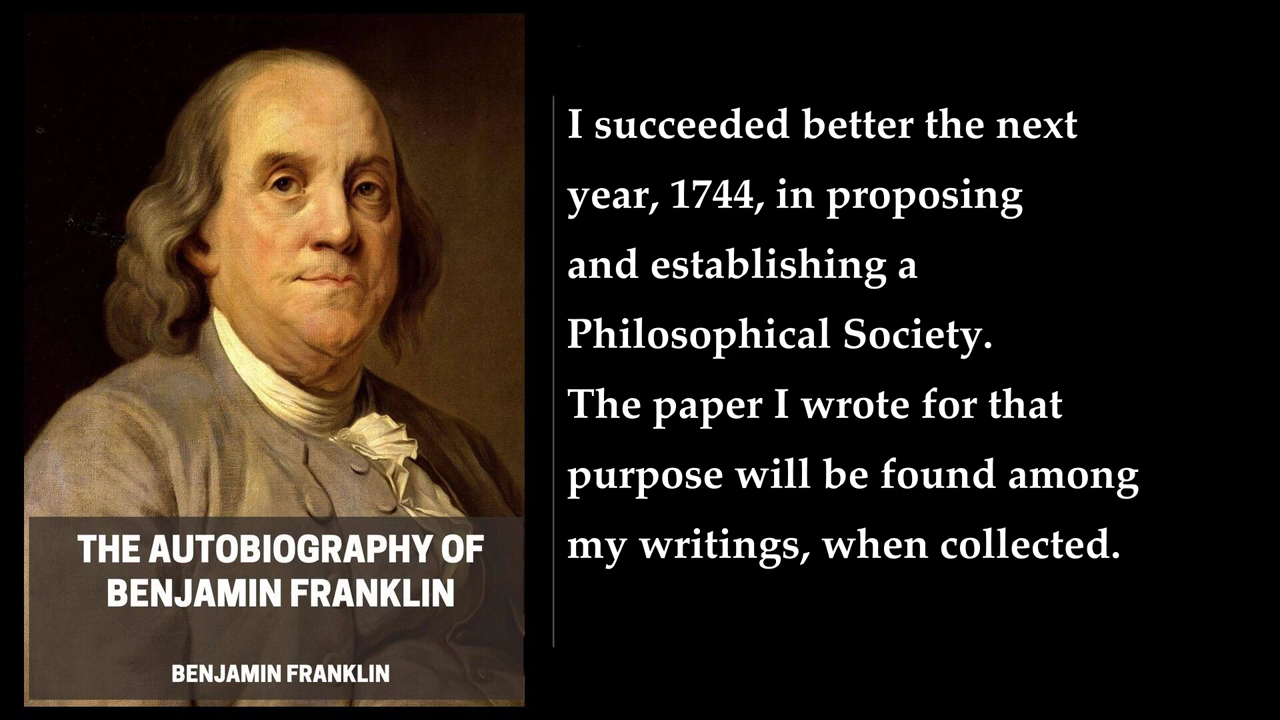 THE AUTOBIOGRAPHY OF
BENJAMIN FRANKLIN
BENJAMIN FRANKLIN
I succeeded better the next
year, 1744, in proposing
and establishing a
Philosophical Society.
The paper I wrote for that
purpose will be found among
my writings, when collected.